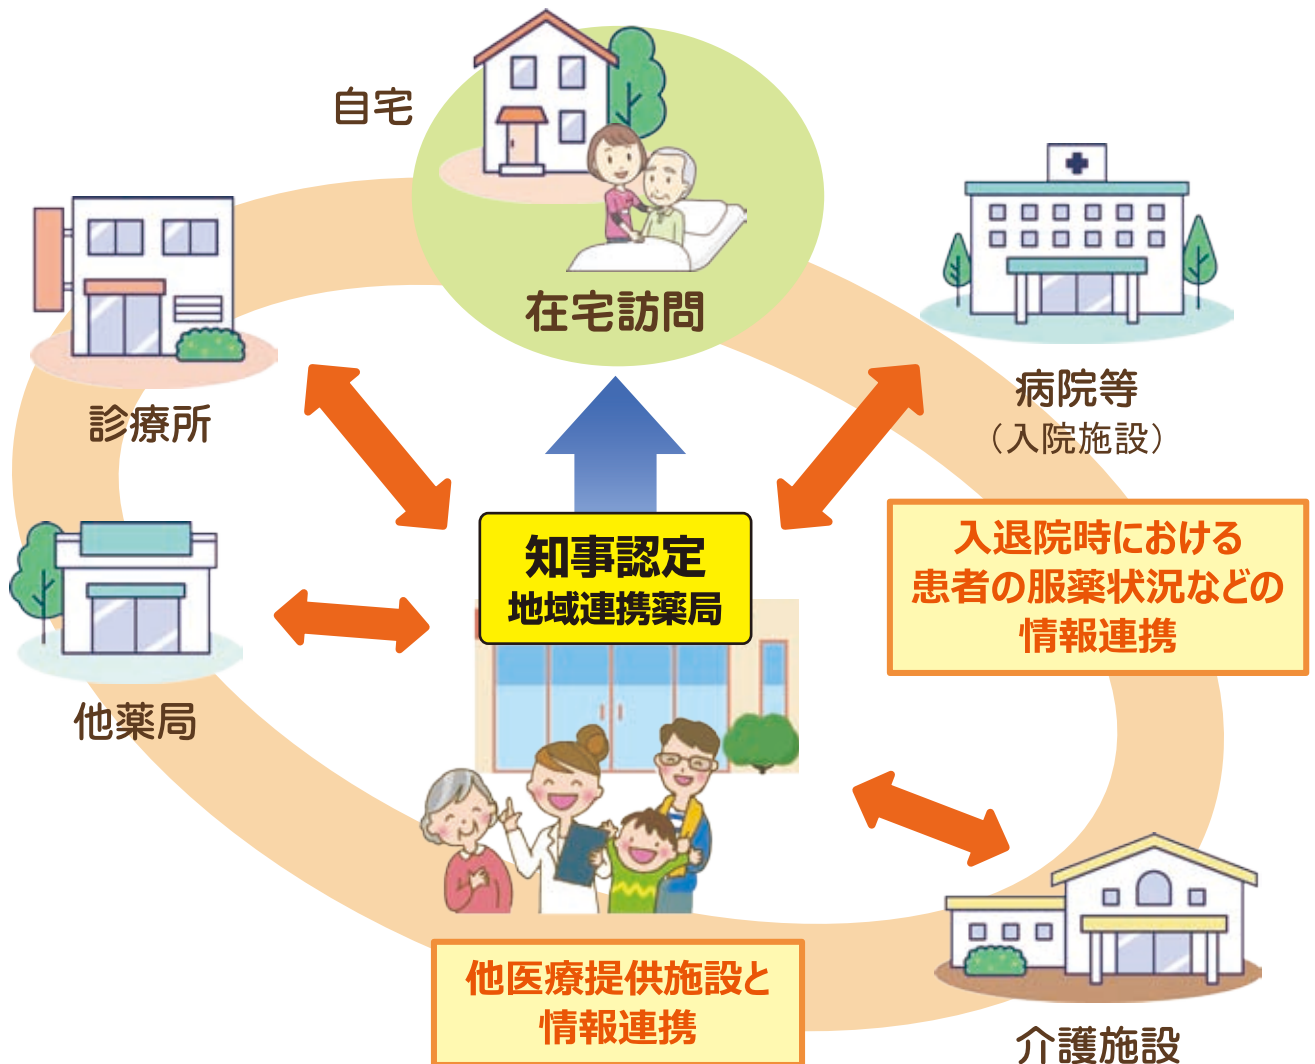 自宅
在宅訪問
診療所
病院等
（入院施設）
知事認定
地域連携薬局
入退院時における
患者の服薬状況などの
情報連携
他薬局
他医療提供施設と
情報連携
介護施設